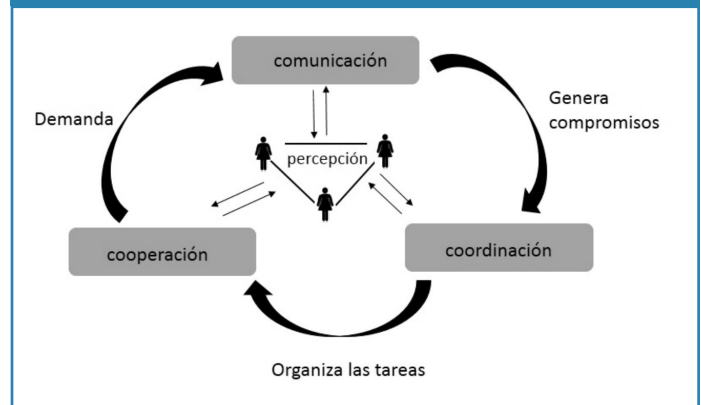 comunicación
Demanda
Genera
compromisos
percepción
cooperación
coordinación
Organiza las tareas